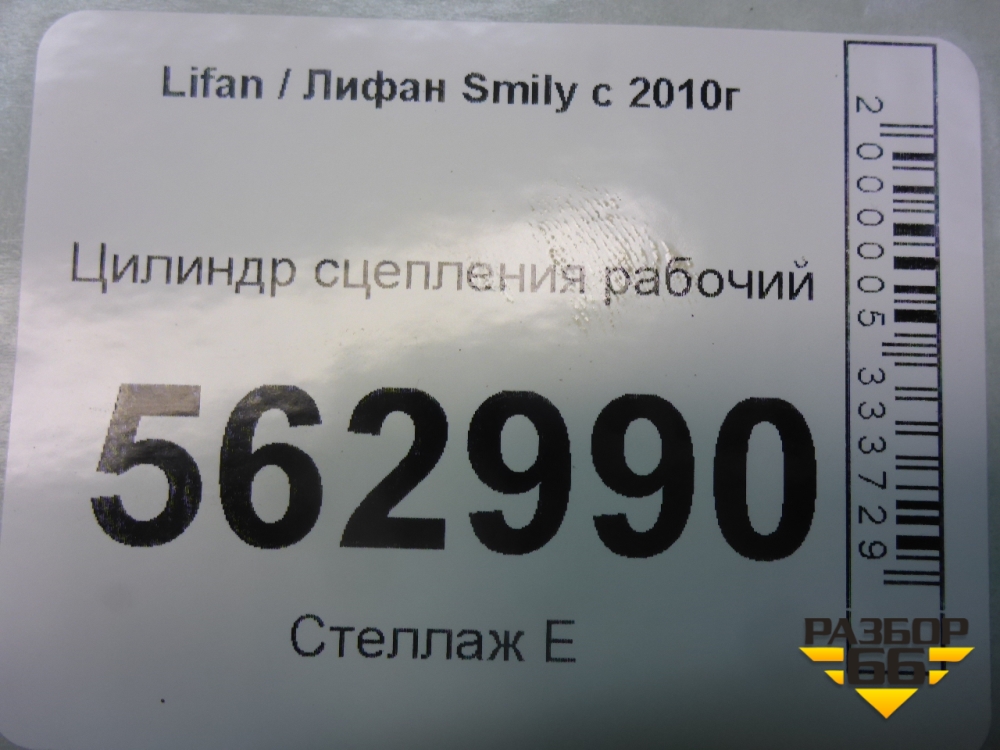 Lifan / Лифан Smily с 2010г
Цилиндр сцепления рабочий
562990
Стеллаж Е
2000005333729
РАЗБОР
66